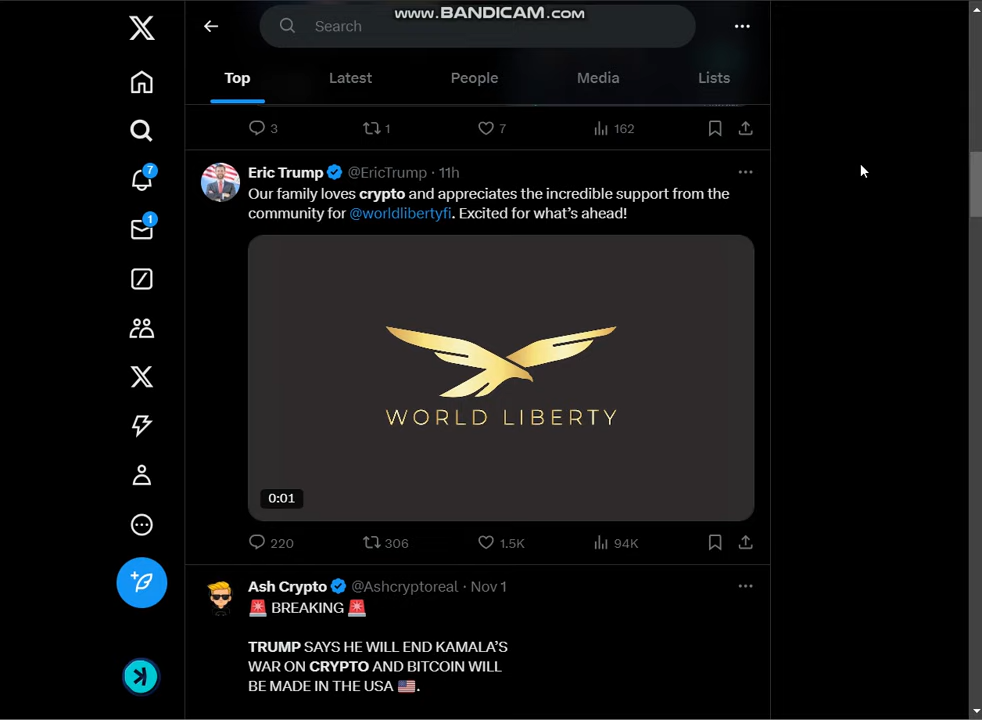 www.BANDICAM.com
Search
Top Latest People Media Lists
3 1 7 162
Eric Trump @EricTrump · 11h
Our family loves crypto and appreciates the incredible support from the
community for @worldlibertyfi. Excited for what’s ahead!
WORLD LIBERTY
0:01
220 306 1.5K 94K
Ash Crypto @Ashcryptoreal · Nov 1
🚨 BREAKING 🚨
TRUMP SAYS HE WILL END KAMALA’S
WAR ON CRYPTO AND BITCOIN WILL
BE MADE IN THE USA 🇺🇸.
7
1